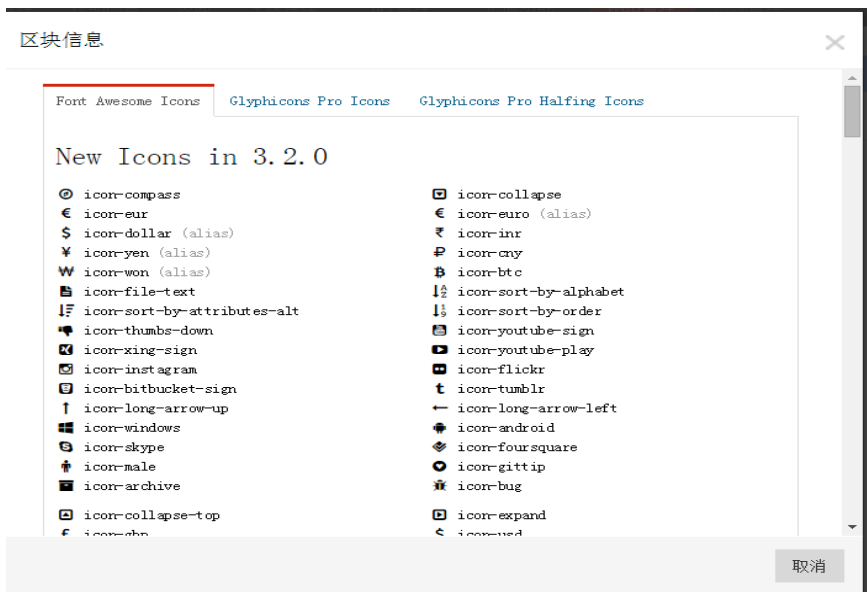 区块信息
Font Awesome Icons Glyphicons Pro Icons Glyphicons Pro Halfing Icons
New Icons in 3.2.0
icon-compass icon-collapse
icon-eur icon-euro (alias)
icon-dollar (alias) icon-inr
icon-yen (alias) icon-cny
icon-won (alias) icon-btc
icon-file-text icon-sort-by-alphabet
icon-sort-by-attributes-alt icon-sort-by-order
icon-thumbs-down icon-youtube-sign
icon-xing-sign icon-youtube-play
icon-instagram icon-flickr
icon-bitbucket-sign icon-tumblr
icon-long-arrow-up icon-long-arrow-left
icon-windows icon-android
icon-skype icon-foursquare
icon-male icon-gittip
icon-archive icon-bug
icon-collapse-top icon-expand
icon-gbp icon-usd
取消